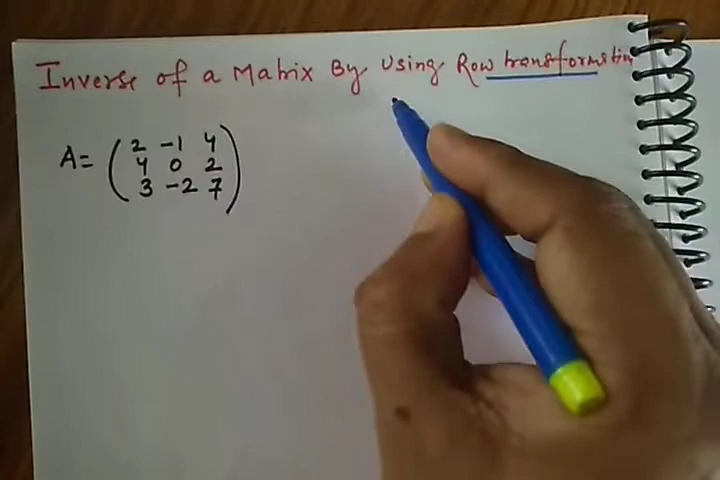 Inverse of a Matrix By Using Row transformation
A= ( 2 -1 4
4 0 2
3 -2 7 )